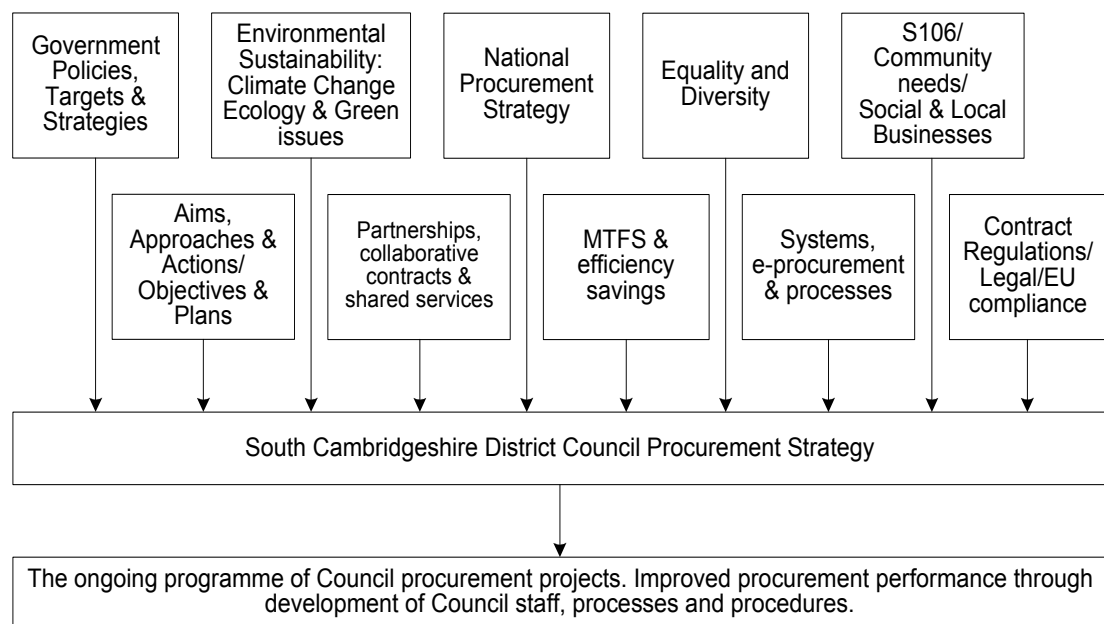 Government
Policies,
Targets &
Strategies
Environmental
Sustainability:
Climate Change
Ecology & Green
issues
National
Procurement
Strategy
Equality and
Diversity
S106/
Community
needs/
Social & Local
Businesses
Aims,
Approaches &
Actions/
Objectives &
Plans
Partnerships,
collaborative
contracts &
shared services
MTFS &
efficiency
savings
Systems,
e-procurement
& processes
Contract
Regulations/
Legal/EU
compliance
South Cambridgeshire District Council Procurement Strategy
The ongoing programme of Council procurement projects. Improved procurement performance through
development of Council staff, processes and procedures.